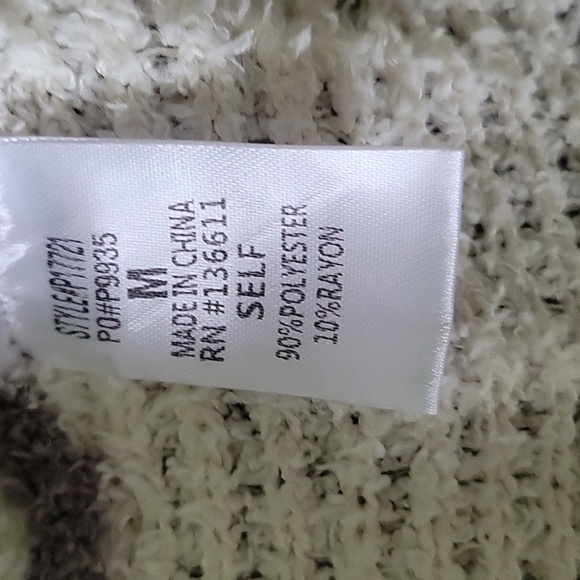 STYLE#P17721
PO#P9935
M
MADE IN CHINA
RN #136611
SELF
90%POLYESTER
10%RAYON